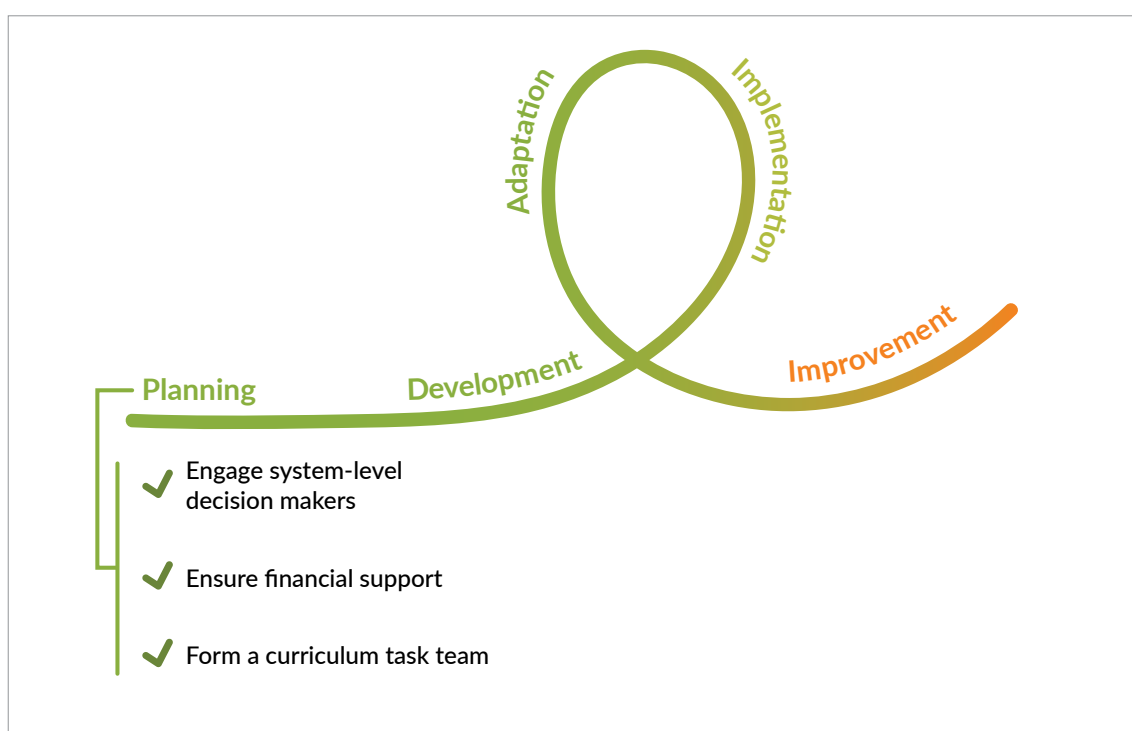 Adaptation
Implementation
Improvement
Development
Planning
Engage system-level
decision makers
Ensure financial support
Form a curriculum task team